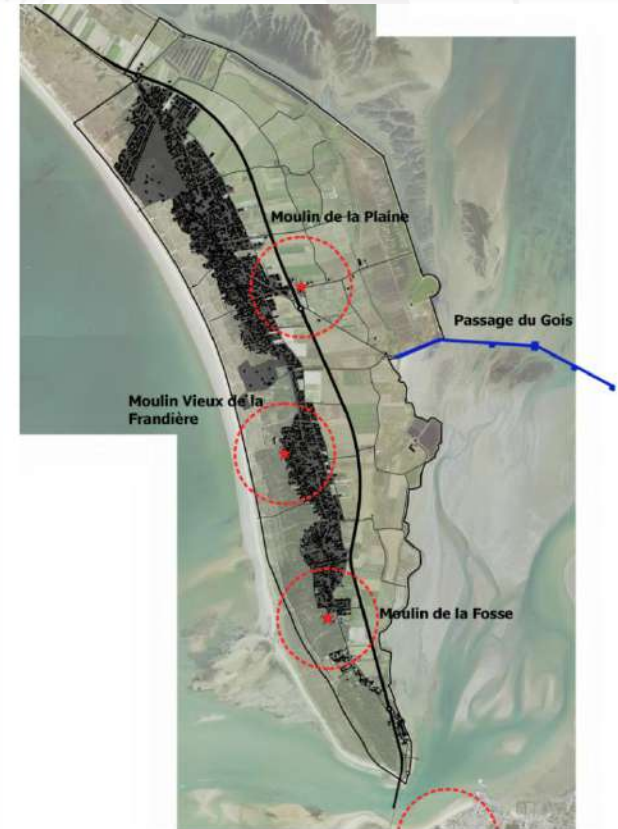 Moulin de la Plaine
Passage du Gois
Moulin Vieux de la
Frandière
Moulin de la Fosse